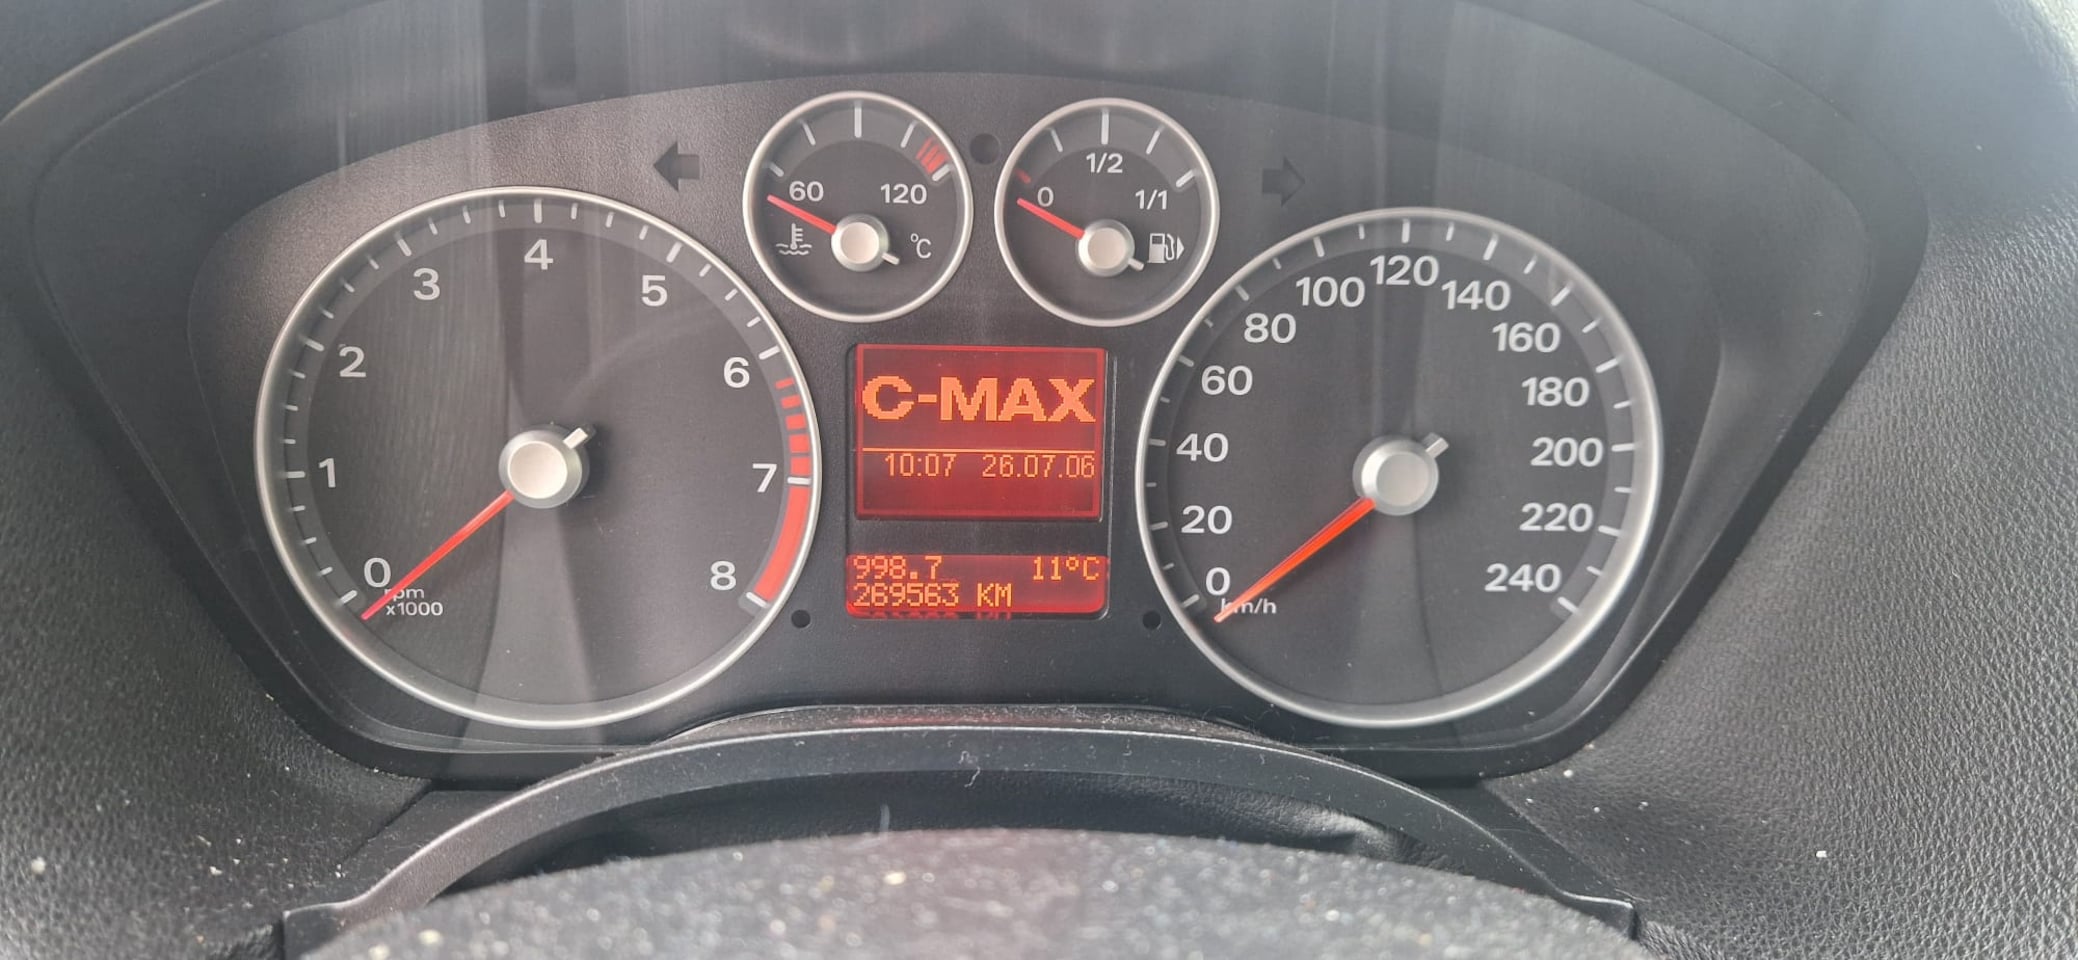 60 120
°C
0 1/2 1/1
0 1 2 3 4 5 6 7 8
rpm
x1000
C-MAX
10:07 26.07.06
998.7 11°C
269563 KM
0 20 40 60 80 100 120 140 160 180 200 220 240
km/h